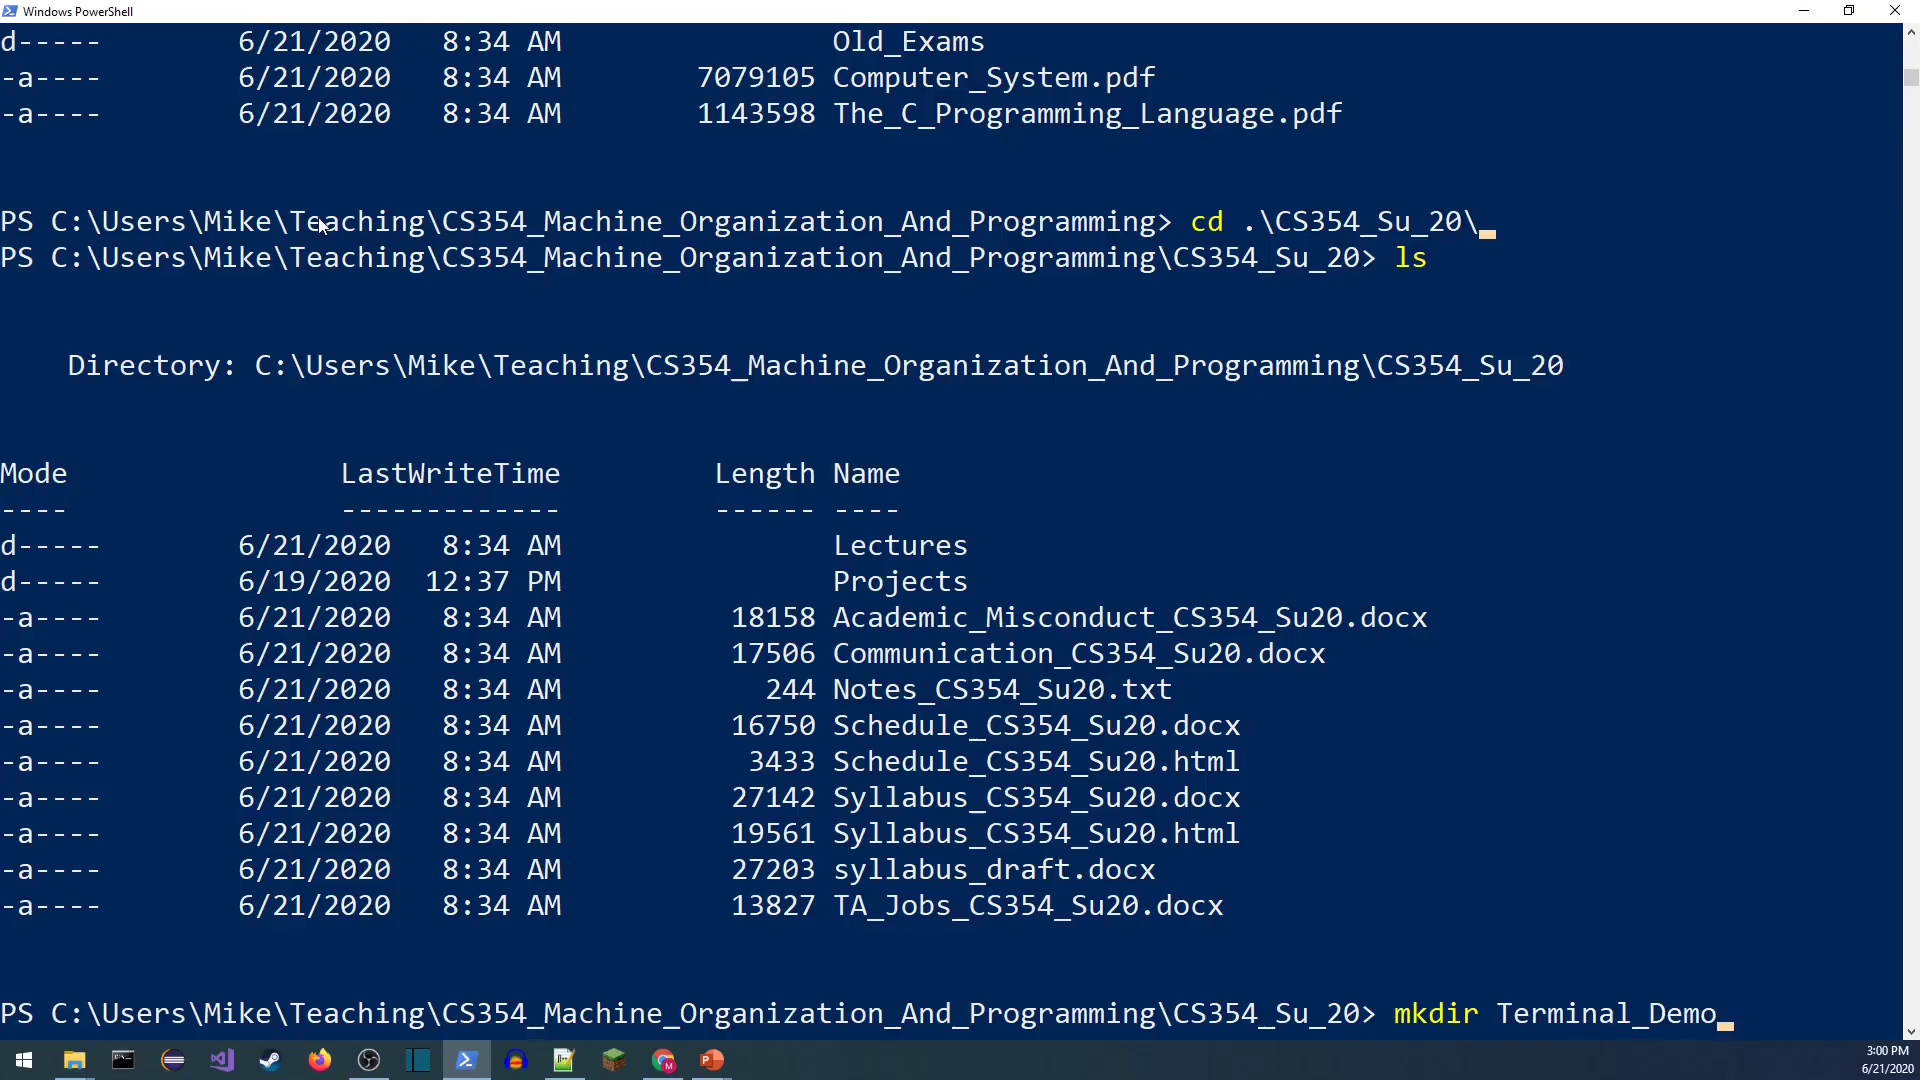 Windows PowerShell
d----- 6/21/2020 8:34 AM Old_Exams
-a---- 6/21/2020 8:34 AM 7079105 Computer_System.pdf
-a---- 6/21/2020 8:34 AM 1143598 The_C_Programming_Language.pdf
PS C:\Users\Mike\Teaching\CS354_Machine_Organization_And_Programming> cd .\CS354_Su_20\
PS C:\Users\Mike\Teaching\CS354_Machine_Organization_And_Programming\CS354_Su_20> ls
Directory: C:\Users\Mike\Teaching\CS354_Machine_Organization_And_Programming\CS354_Su_20
Mode LastWriteTime Length Name
---- ------------- ------ ----
d----- 6/21/2020 8:34 AM Lectures
d----- 6/19/2020 12:37 PM Projects
-a---- 6/21/2020 8:34 AM 18158 Academic_Misconduct_CS354_Su20.docx
-a---- 6/21/2020 8:34 AM 17506 Communication_CS354_Su20.docx
-a---- 6/21/2020 8:34 AM 244 Notes_CS354_Su20.txt
-a---- 6/21/2020 8:34 AM 16750 Schedule_CS354_Su20.docx
-a---- 6/21/2020 8:34 AM 3433 Schedule_CS354_Su20.html
-a---- 6/21/2020 8:34 AM 27142 Syllabus_CS354_Su20.docx
-a---- 6/21/2020 8:34 AM 19561 Syllabus_CS354_Su20.html
-a---- 6/21/2020 8:34 AM 27203 syllabus_draft.docx
-a---- 6/21/2020 8:34 AM 13827 TA_Jobs_CS354_Su20.docx
PS C:\Users\Mike\Teaching\CS354_Machine_Organization_And_Programming\CS354_Su_20> mkdir Terminal_Demo
3:00 PM
6/21/2020